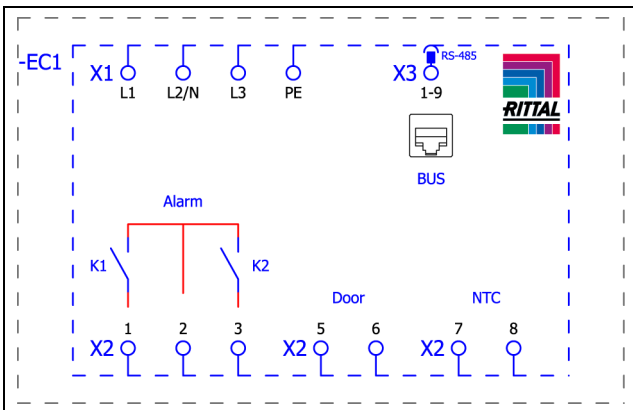 -EC1
X1
L1
L2/N
L3
PE
X3
RS-485
1-9
RITTAL
BUS
Alarm
K1
K2
Door
NTC
X2
1
2
3
X2
5
6
X2
7
8